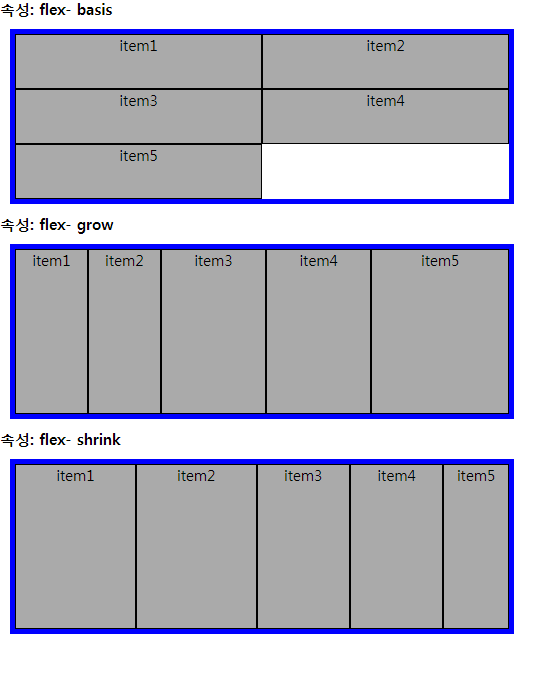 속성: flex- basis
item1 item2
item3 item4
item5
속성: flex- grow
item1 item2 item3 item4 item5
속성: flex- shrink
item1 item2 item3 item4 item5